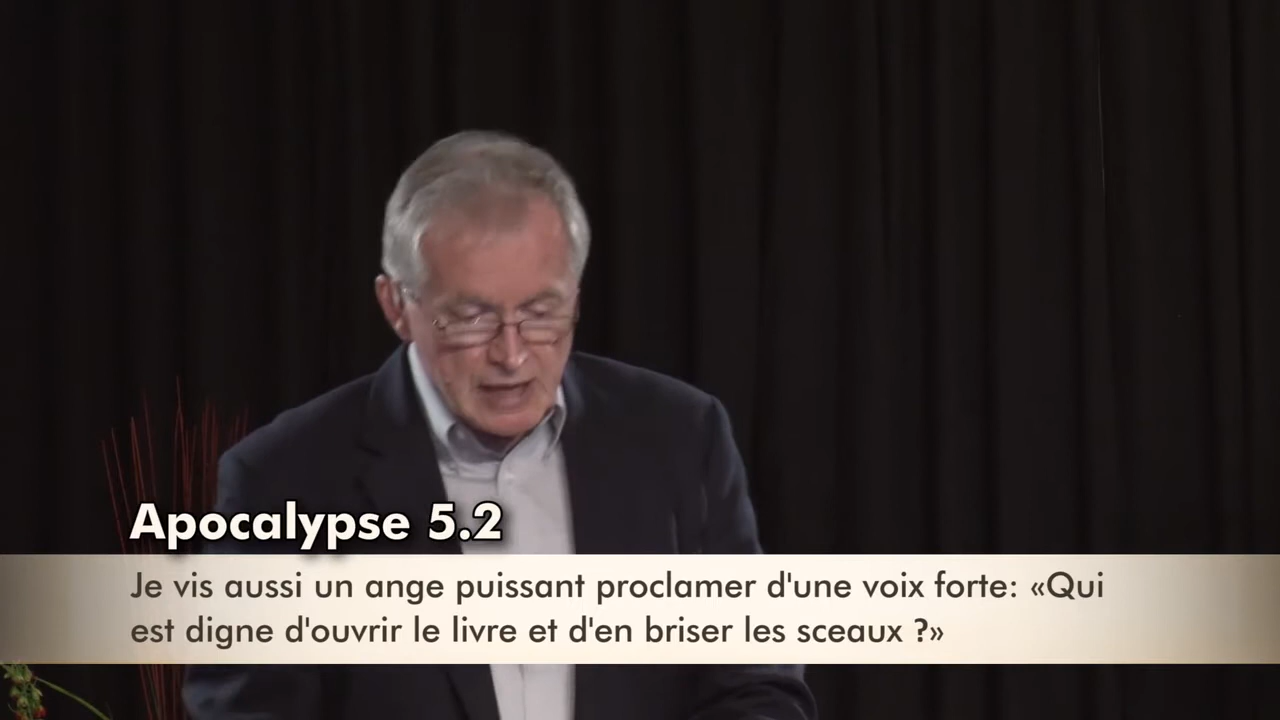 Apocalypse 5.2
Je vis aussi un ange puissant proclamer d'une voix forte: «Qui
est digne d'ouvrir le livre et d'en briser les sceaux ?»